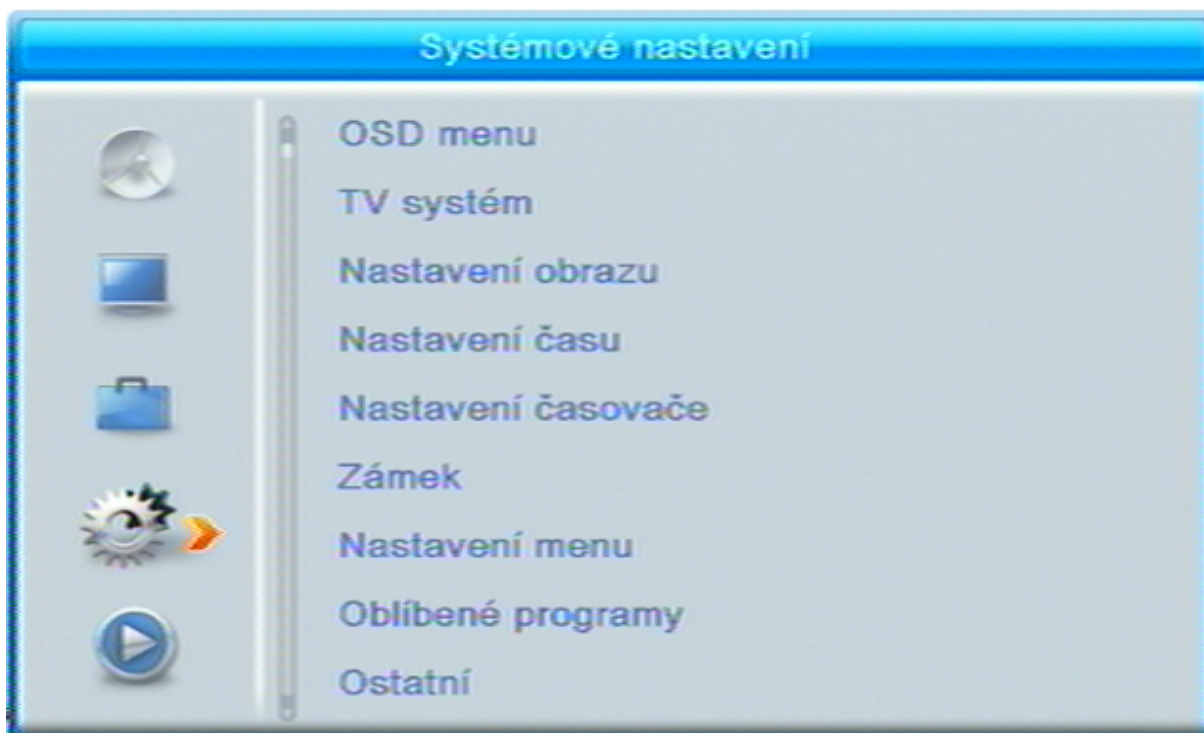 Systémové nastavení
OSD menu
TV systém
Nastavení obrazu
Nastavení času
Nastavení časovače
Zámek
Nastavení menu
Oblíbené programy
Ostatní